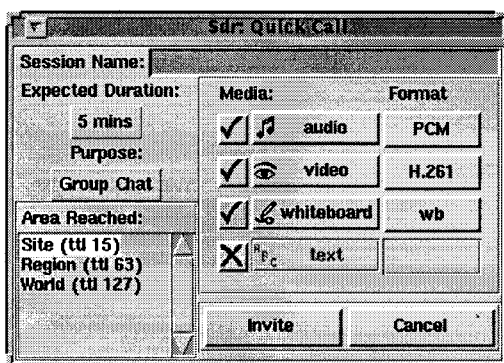 Sdr: Quick Call
Session Name:
Expected Duration:
5 mins
Purpose:
Group Chat
Area Reached:
Site (ttl 15)
Region (ttl 63)
World (ttl 127)
Media: Format
audio PCM
video H.261
whiteboard wb
text
Invite Cancel